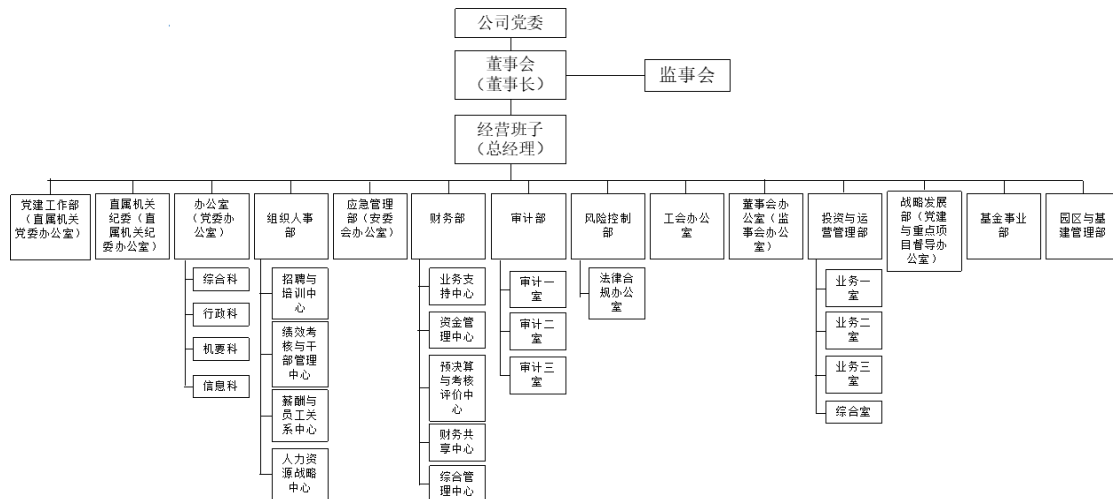 公司党委
董事会
（董事长）
监事会
经营班子
（总经理）
党建工作部
（直属机关
党委办公室）
直属机关
纪委（直
属机关纪
委办公室）
办公室
（党委办
公室）
组织人事
部
应急管理
部（安委
会办公室）
财务部
审计部
风险控制
部
工会办公
室
董事会办
公室（监
事会办公
室）
投资与运
营管理部
战略发展
部（党建
与重点项
目督导办
公室）
基金事业
部
园区与基
建管理部
综合科
行政科
机要科
信息科
招聘与
培训中
心
绩效考
核与干
部管理
中心
薪酬与
员工关
系中心
人力资
源战略
中心
业务支
持中心
资金管
理中心
预决算
与考核
评价中
心
财务共
享中心
综合管
理中心
审计一
室
审计二
室
审计三
室
法律合
规办公
室
业务一
室
业务二
室
业务三
室
综合室